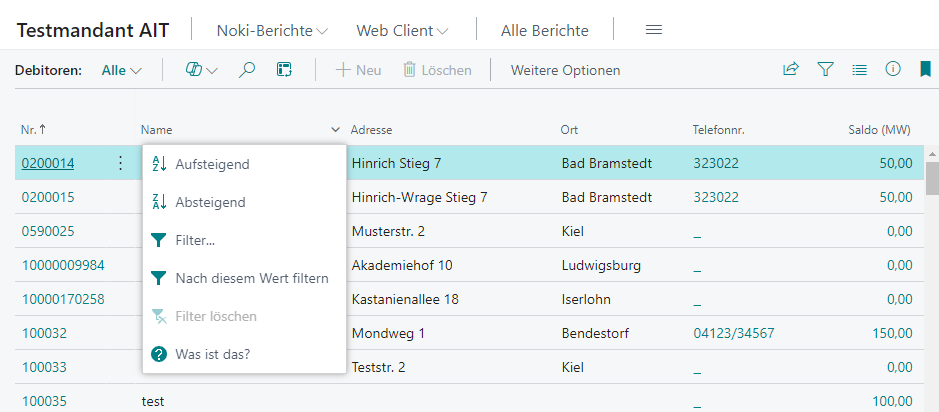 Testmandant AIT Noki-Berichte Web Client Alle Berichte
Debitoren: Alle Neu Löschen Weitere Optionen
Nr. ↑ Name Adresse Ort Telefonnr. Saldo (MW)
0200014 Hinrich Stieg 7 Bad Bramstedt 323022 50,00
0200015 Hinrich-Wrage Stieg 7 Bad Bramstedt 323022 50,00
0590025 Musterstr. 2 Kiel _ 0,00
10000009984 Akademiehof 10 Ludwigsburg _ 0,00
10000170258 Kastanienallee 18 Iserlohn _ 0,00
100032 Mondweg 1 Bendestorf 04123/34567 150,00
100033 Teststr. 2 Kiel _ 0,00
100035 test _ 100,00
Aufsteigend
Absteigend
Filter...
Nach diesem Wert filtern
Filter löschen
Was ist das?